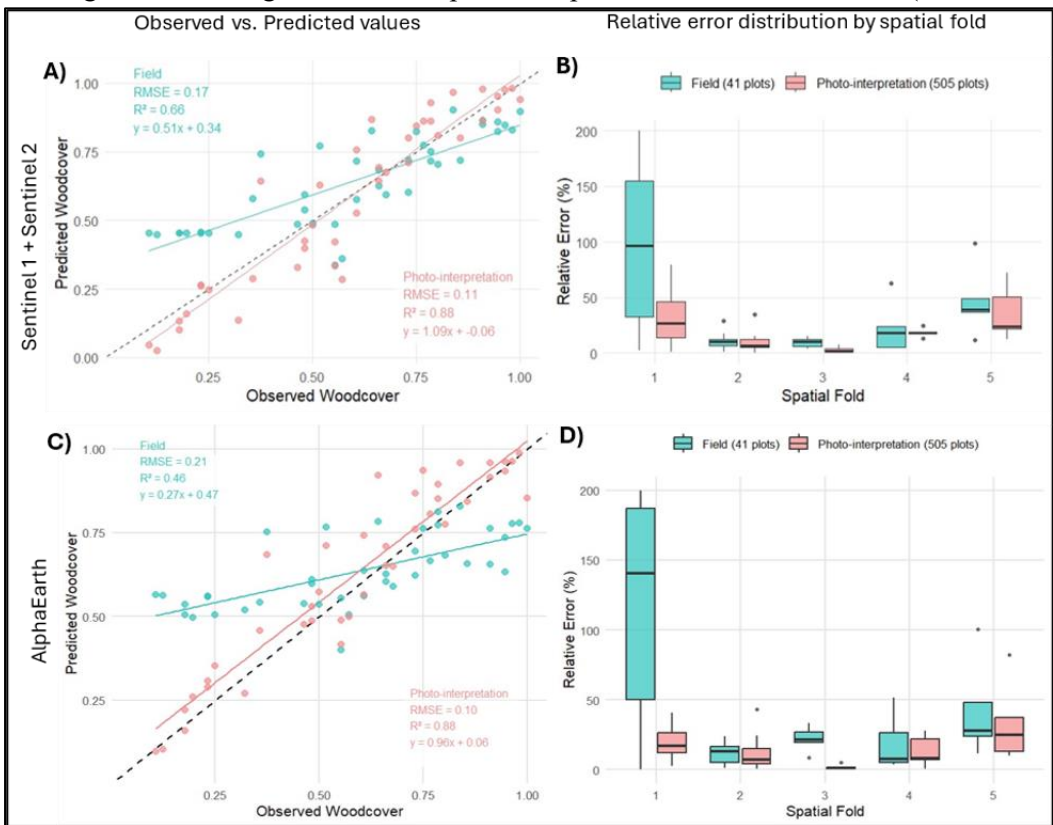 Observed vs. Predicted values
Relative error distribution by spatial fold
Sentinel 1 + Sentinel 2
A)
Field
RMSE = 0.17
R² = 0.66
y = 0.51x + 0.34
Photo-interpretation
RMSE = 0.11
R² = 0.88
y = 1.09x + -0.06
Predicted Woodcover
1.00
0.75
0.50
0.25
0.00
0.25 0.50 0.75 1.00
Observed Woodcover
B)
Field (41 plots) Photo-interpretation (505 plots)
Relative Error (%)
200
150
100
50
0
1 2 3 4 5
Spatial Fold
AlphaEarth
C)
Field
RMSE = 0.21
R² = 0.46
y = 0.27x + 0.47
Photo-interpretation
RMSE = 0.10
R² = 0.88
y = 0.96x + 0.06
Predicted Woodcover
1.00
0.75
0.50
0.25
0.25 0.50 0.75 1.00
Observed Woodcover
D)
Field (41 plots) Photo-interpretation (505 plots)
Relative Error (%)
200
150
100
50
0
1 2 3 4 5
Spatial Fold